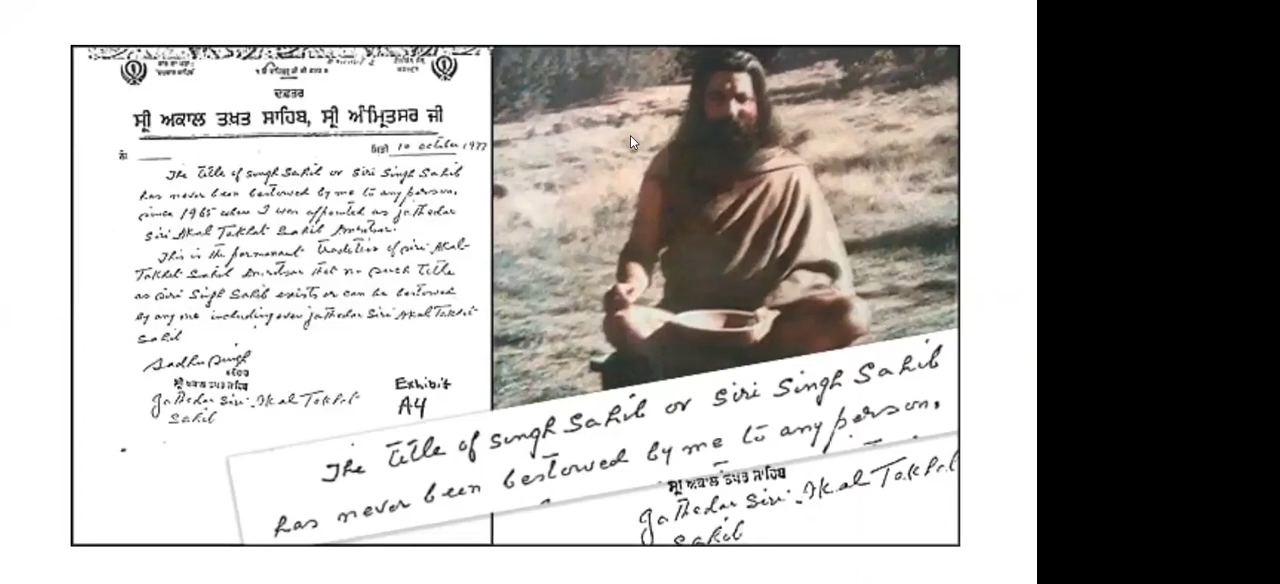 ਦਫ਼ਤਰ
ਸ੍ਰੀ ਅਕਾਲ ਤਖ਼ਤ ਸਾਹਿਬ, ਸ੍ਰੀ ਅੰਮ੍ਰਿਤਸਰ ਜੀ
ਨੰ: ਮਿਤੀ 10 October 1977
The title of Singh Sahib or Siri Singh Sahib
has never been bestowed by me to any person.
since 1965 when I was appointed as Jathedar
Siri Akal Takhat Sahib Amritsar.
This is the permanant tradition of Siri Akal-
Takhat Sahib Amritsar that no such title
as Siri Singh Sahib exists or can be bestowed
by any one including even Jathedar Siri Akal Takhat
Sahib
Sadhu Singh
ਜਥੇਦਾਰ
ਸ੍ਰੀ ਅਕਾਲ ਤਖਤ ਸਾਹਿਬ
Jathedar Siri Akal Takhat
Sahib
Exhibit
A4
The title of Singh Sahib or Siri Singh Sahib
has never been bestowed by me to any person.
ਸ੍ਰੀ ਅਕਾਲ ਤਖਤ ਸਾਹਿਬ
Jathedar Siri Akal Takhat
Sahib